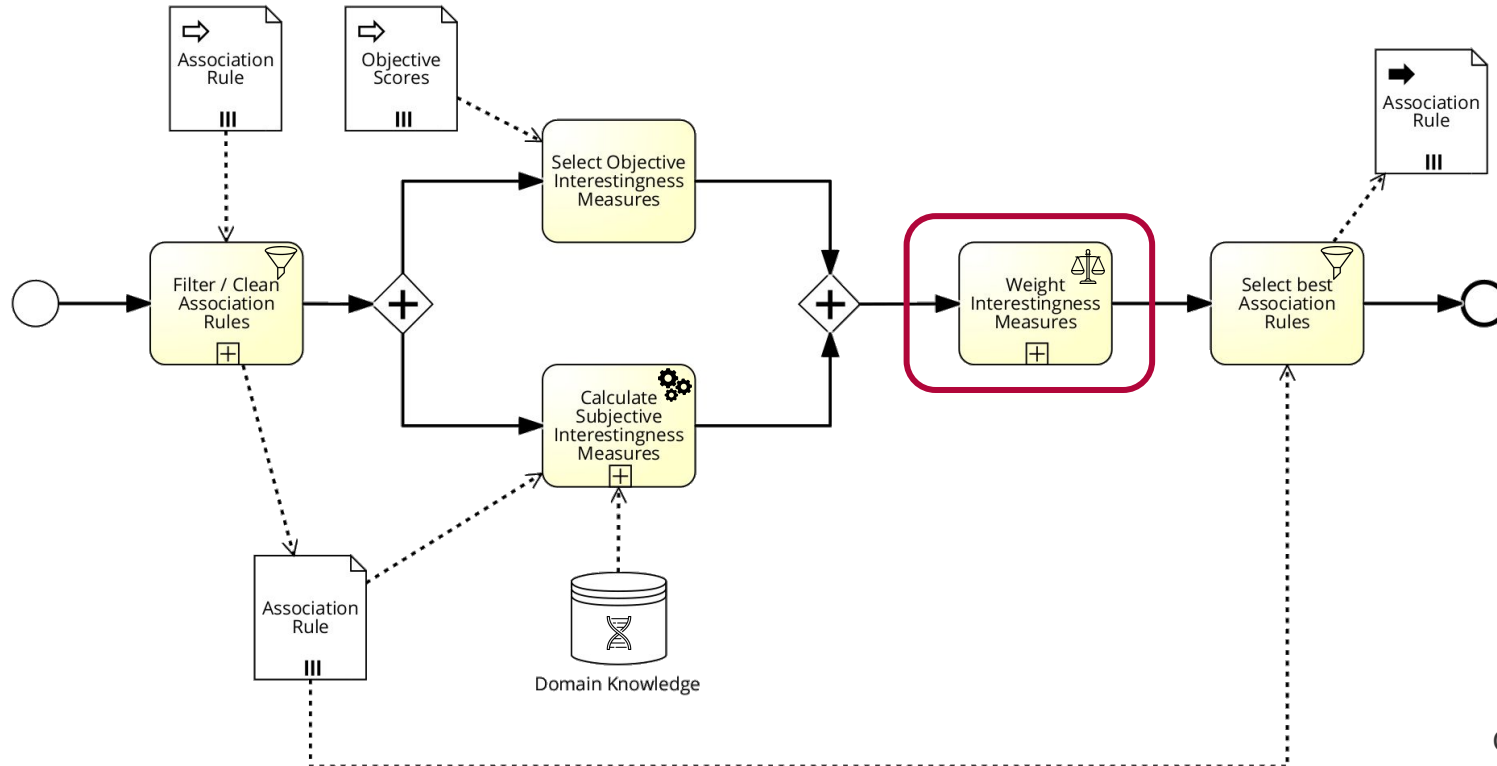 Association
Rule
Objective
Scores
Association
Rule
Select Objective
Interestingness
Measures
Filter / Clean
Association
Rules
Weight
Interestingness
Measures
Select best
Association
Rules
Calculate
Subjective
Interestingness
Measures
Association
Rule
Domain Knowledge